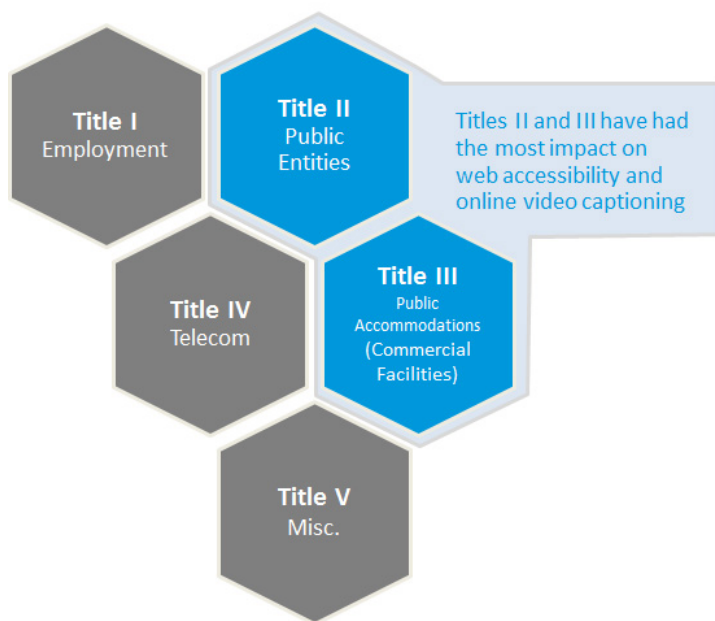 Title I
Employment
Title II
Public
Entities
Titles II and III have had
the most impact on
web accessibility and
online video captioning
Title IV
Telecom
Title III
Public
Accommodations
(Commercial
Facilities)
Title V
Misc.